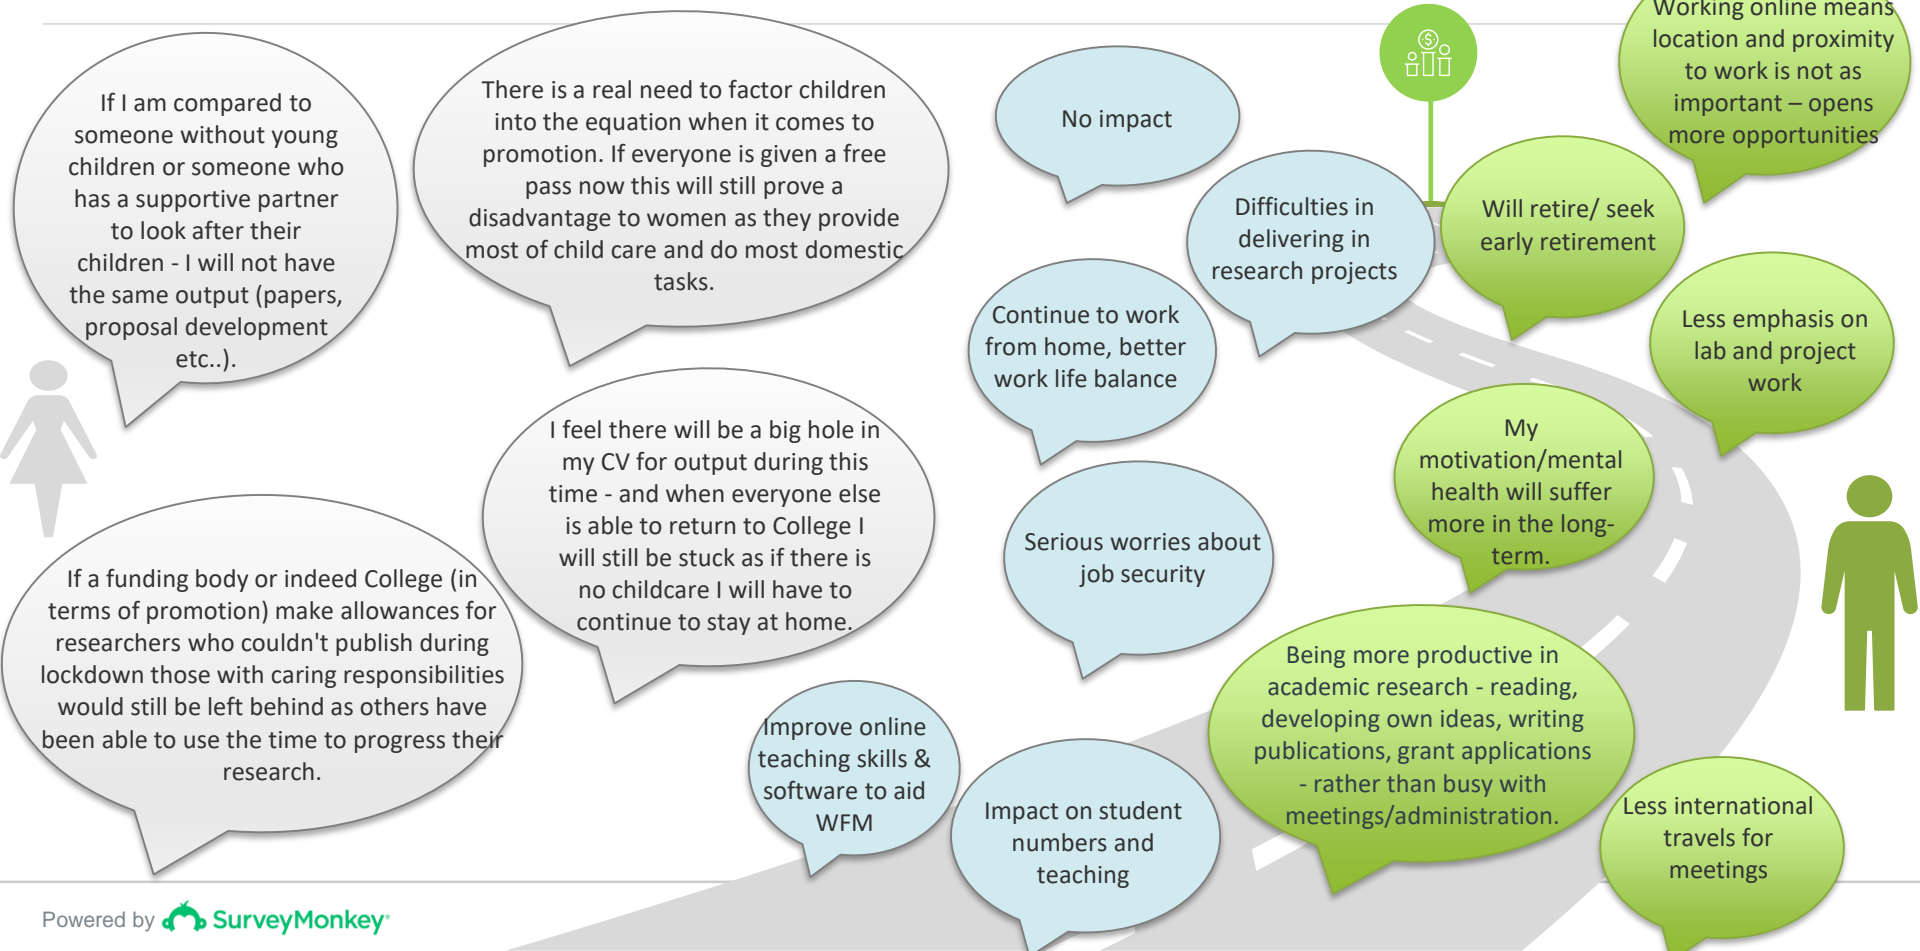 If I am compared to
someone without young
children or someone who
has a supportive partner
to look after their
children - I will not have
the same output (papers,
proposal development
etc..).
There is a real need to factor children
into the equation when it comes to
promotion. If everyone is given a free
pass now this will still prove a
disadvantage to women as they provide
most of child care and do most domestic
tasks.
I feel there will be a big hole in
my CV for output during this
time - and when everyone else
is able to return to College I
will still be stuck as if there is
no childcare I will have to
continue to stay at home.
If a funding body or indeed College (in
terms of promotion) make allowances for
researchers who couldn't publish during
lockdown those with caring responsibilities
would still be left behind as others have
been able to use the time to progress their
research.
No impact
Difficulties in
delivering in
research projects
Continue to work
from home, better
work life balance
Serious worries about
job security
Improve online
teaching skills &
software to aid
WFM
Impact on student
numbers and
teaching
Working online means
location and proximity
to work is not as
important – opens
more opportunities
Will retire/ seek
early retirement
Less emphasis on
lab and project
work
My
motivation/mental
health will suffer
more in the long-
term.
Being more productive in
academic research - reading,
developing own ideas, writing
publications, grant applications
- rather than busy with
meetings/administration.
Less international
travels for
meetings
$
Powered by SurveyMonkey